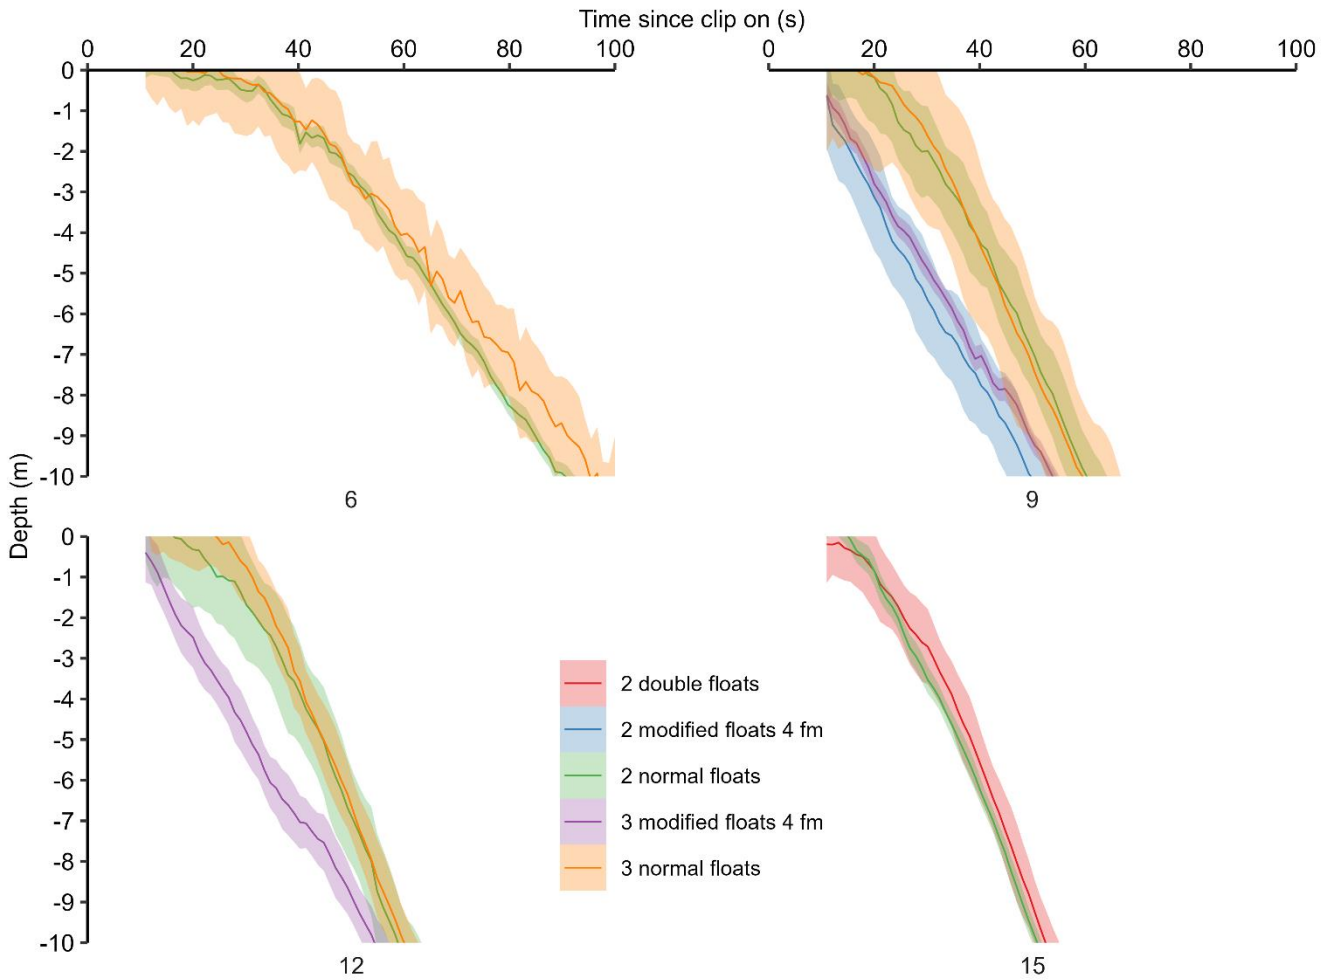 Time since clip on (s)
0 20 40 60 80 100
0 20 40 60 80 100
0
-1
-2
-3
-4
-5
-6
-7
-8
-9
-10
6
9
Depth (m)
0
-1
-2
-3
-4
-5
-6
-7
-8
-9
-10
2 double floats
2 modified floats 4 fm
2 normal floats
3 modified floats 4 fm
3 normal floats
12
15